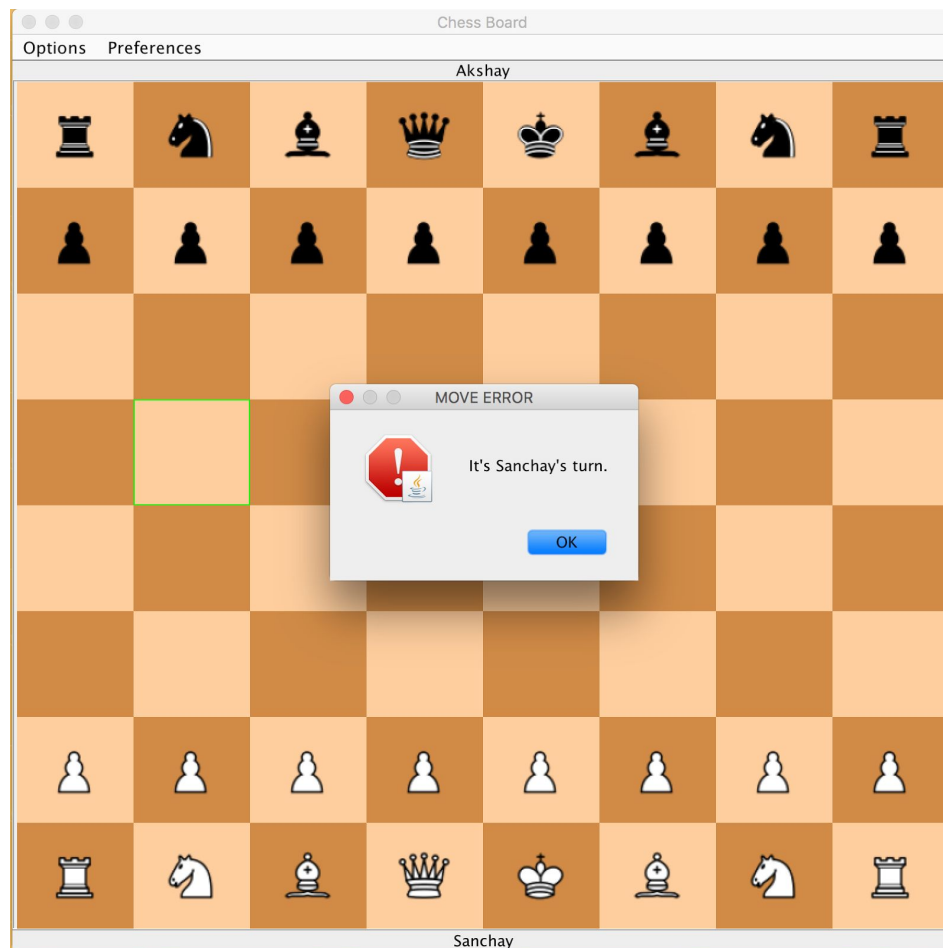 Chess Board
Options Preferences
Akshay
MOVE ERROR
It's Sanchay's turn.
OK
Sanchay